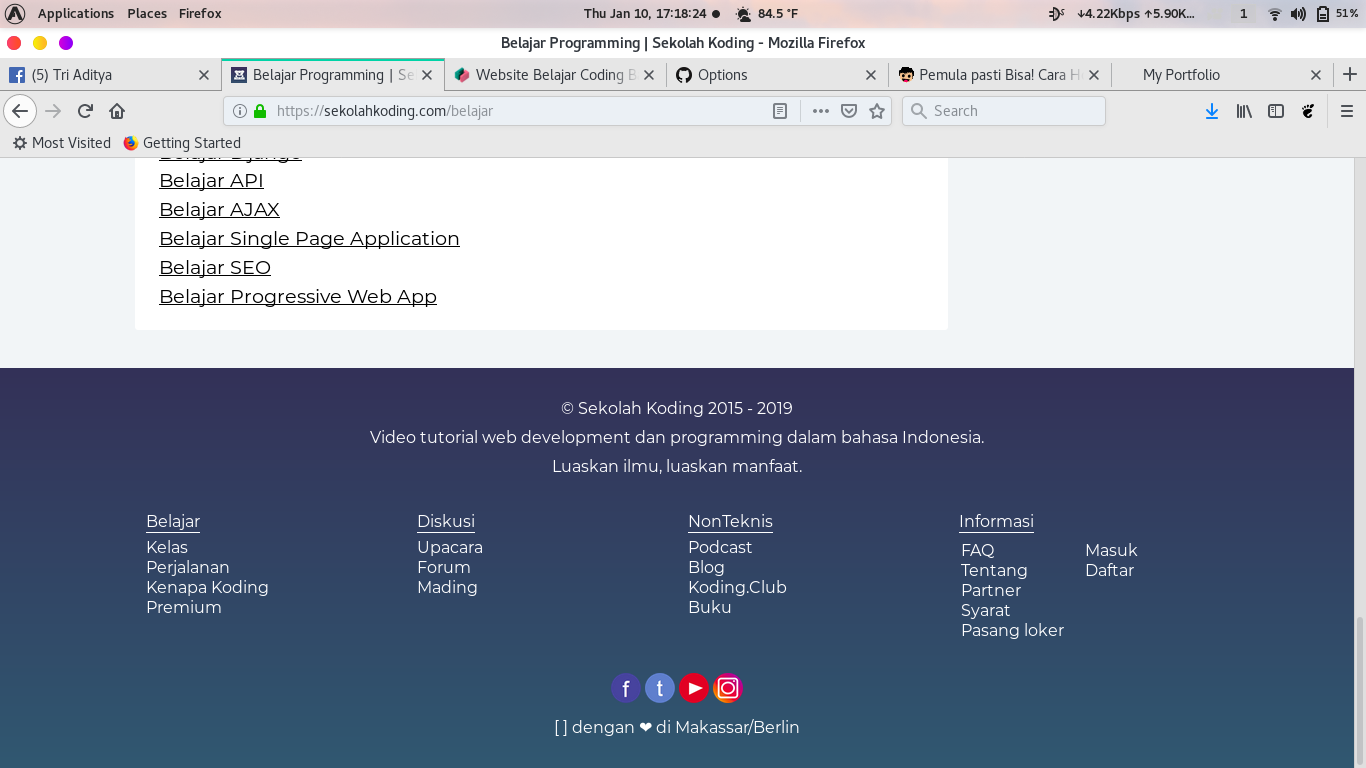 Applications Places Firefox Thu Jan 10, 17:18:24 84.5 °F ↓4.22Kbps ↑5.90K... 1 51%
Belajar Programming | Sekolah Koding - Mozilla Firefox
(5) Tri Aditya Belajar Programming | Se Website Belajar Coding B Options Pemula pasti Bisa! Cara H My Portfolio
https://sekolahkoding.com/belajar Search
Most Visited Getting Started
Belajar Django
Belajar API
Belajar AJAX
Belajar Single Page Application
Belajar SEO
Belajar Progressive Web App
© Sekolah Koding 2015 - 2019
Video tutorial web development dan programming dalam bahasa Indonesia.
Luaskan ilmu, luaskan manfaat.
Belajar
Kelas
Perjalanan
Kenapa Koding
Premium
Diskusi
Upacara
Forum
Mading
NonTeknis
Podcast
Blog
Koding.Club
Buku
Informasi
FAQ
Tentang
Partner
Syarat
Pasang loker
Masuk
Daftar
[ ] dengan ❤ di Makassar/Berlin